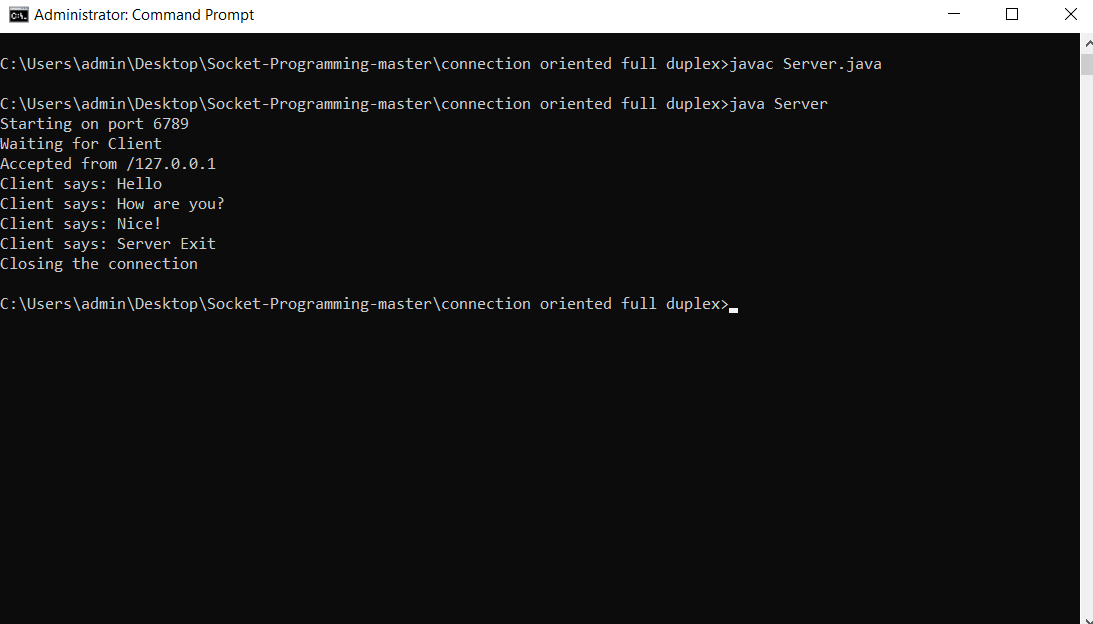 Administrator: Command Prompt
C:\Users\admin\Desktop\Socket-Programming-master\connection oriented full duplex>javac Server.java
C:\Users\admin\Desktop\Socket-Programming-master\connection oriented full duplex>java Server
Starting on port 6789
Waiting for Client
Accepted from /127.0.0.1
Client says: Hello
Client says: How are you?
Client says: Nice!
Client says: Server Exit
Closing the connection
C:\Users\admin\Desktop\Socket-Programming-master\connection oriented full duplex>